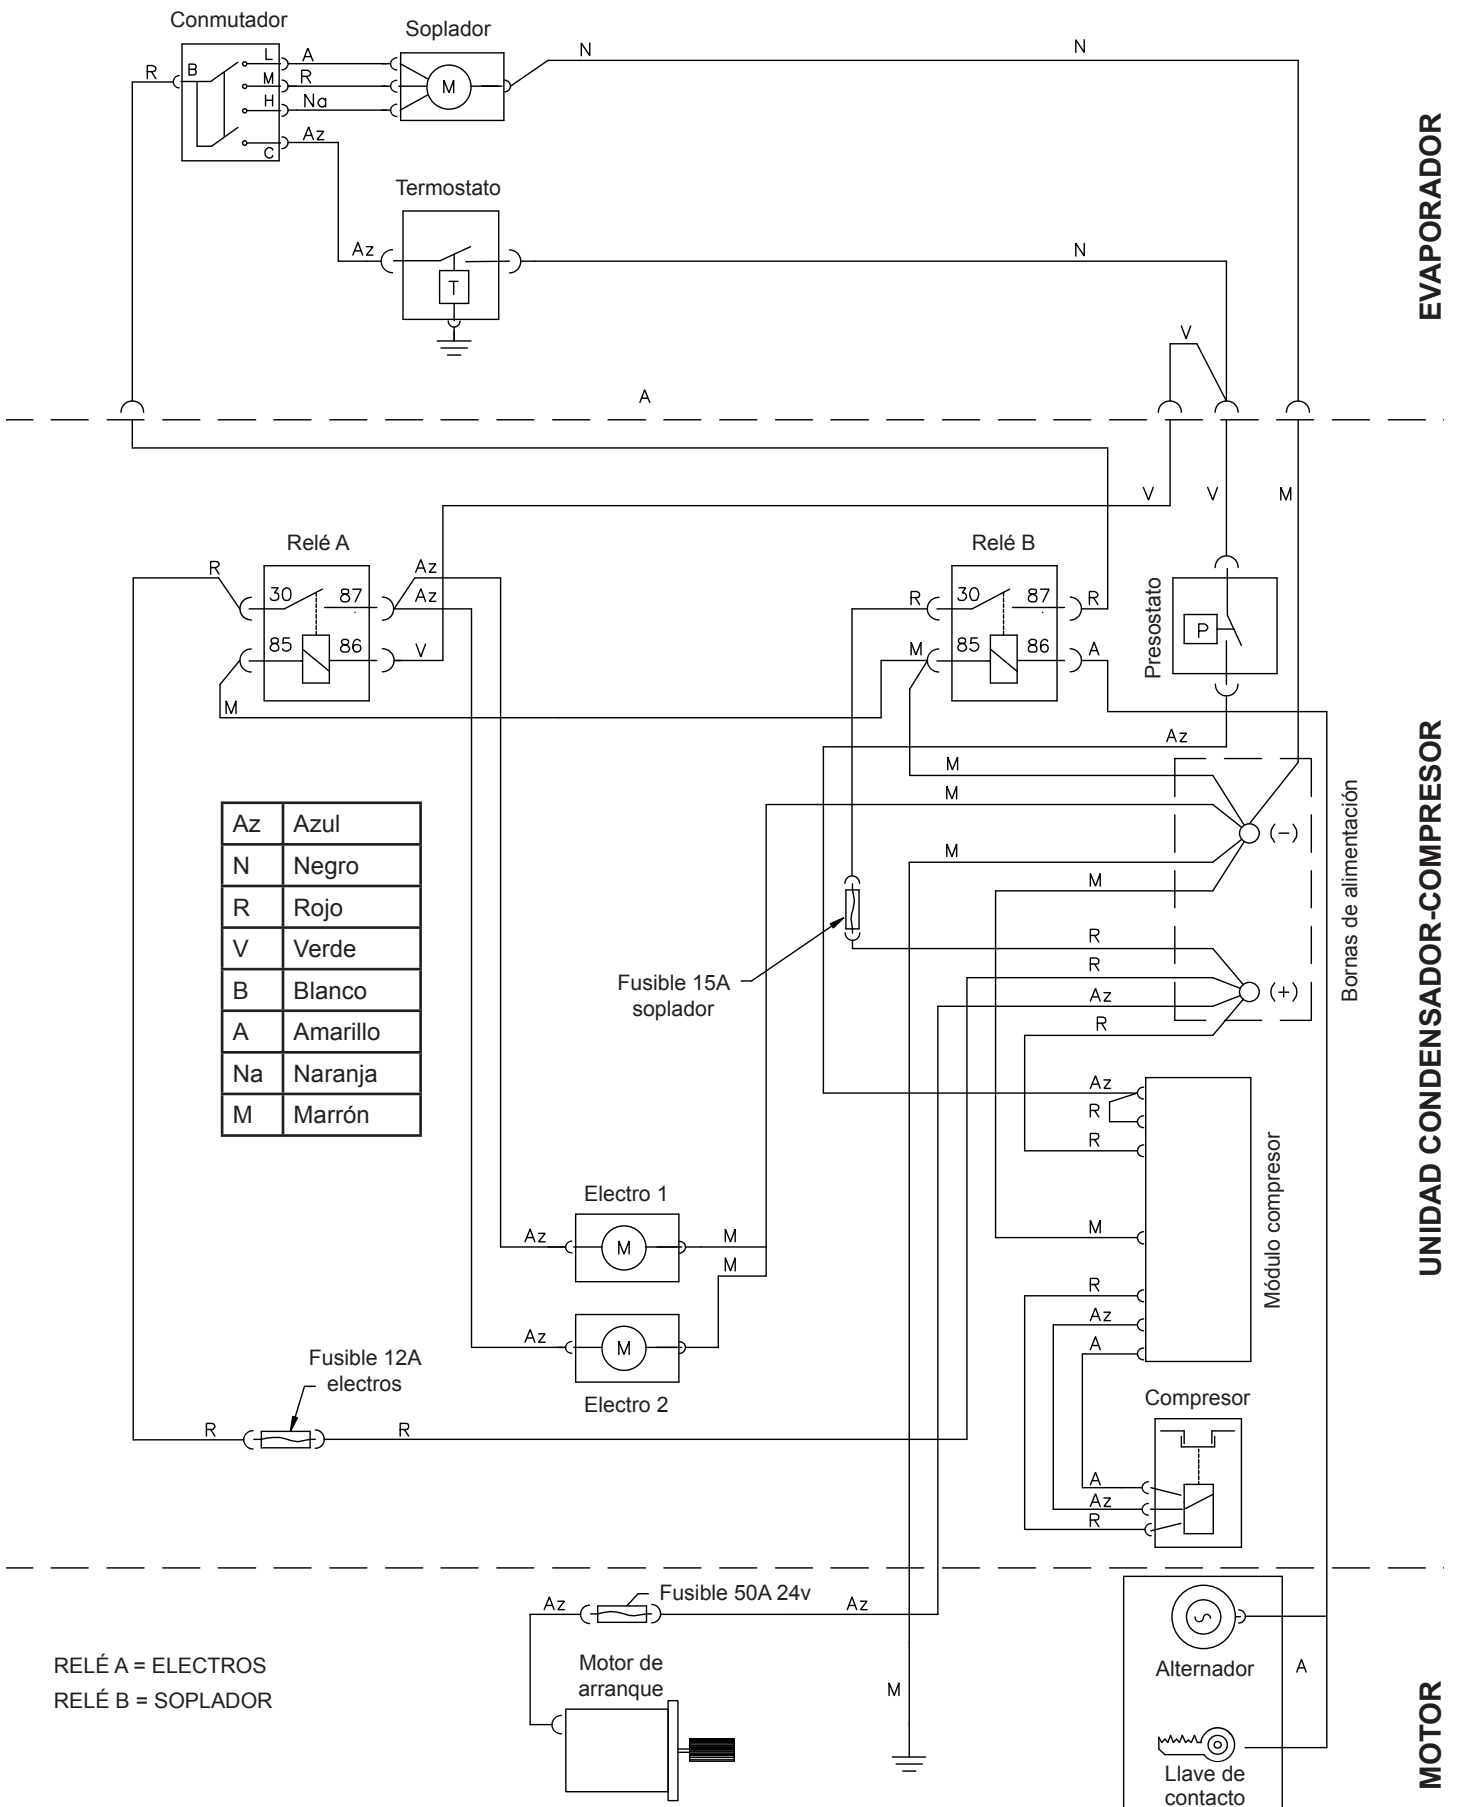 Conmutador
Soplador
N
N
R
B
L
A
M
R
M
H
Na
Az
C
Termostato
Az
N
T
V
A
EVAPORADOR
V
V
M
Relé A
Relé B
R
30
87
Az
Az
85
86
V
M
R
30
87
R
M
85
86
A
Presostato
P
Az
M
M
M
M
(-)
R
R
Az
R
(+)
Bornas de alimentación
UNIDAD CONDENSADOR-COMPRESOR
Az
Azul
N
Negro
R
Rojo
V
Verde
B
Blanco
A
Amarillo
Na
Naranja
M
Marrón
Fusible 15A
soplador
Az
R
R
M
R
Az
A
Módulo compresor
Electro 1
Az
M
M
M
Az
M
Electro 2
Fusible 12A
electros
R
R
Compresor
A
Az
R
Az
Fusible 50A 24v
Az
RELÉ A = ELECTROS
RELÉ B = SOPLADOR
Motor de
arranque
M
Alternador
A
Llave de
contacto
MOTOR